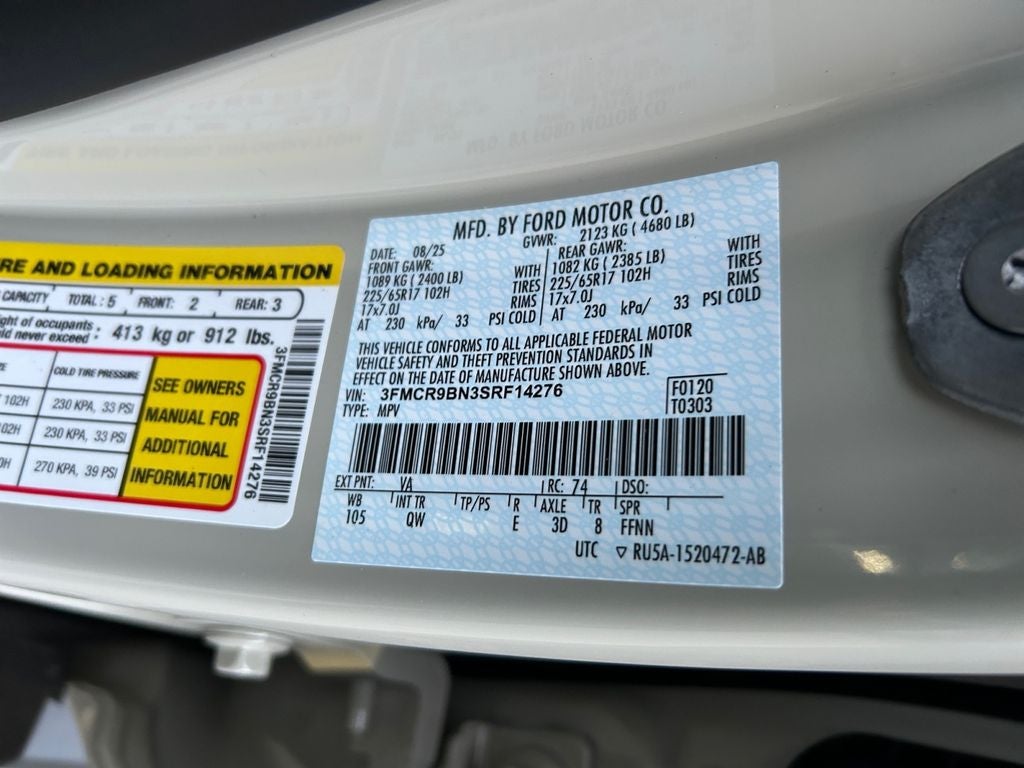 RE AND LOADING INFORMATION
CAPACITY TOTAL: 5 FRONT: 2 REAR: 3
ght of occupants
uld never exceed : 413 kg or 912 lbs.
ZE COLD TIRE PRESSURE
102H 230 KPA, 33 PSI
102H 230 KPA, 33 PSI
0H 270 KPA, 39 PSI
SEE OWNERS
MANUAL FOR
ADDITIONAL
INFORMATION
3FMCR9BN3SRF14276
MFD. BY FORD MOTOR CO.
DATE: 08/25 GVWR: 2123 KG ( 4680 LB)
FRONT GAWR: REAR GAWR:
1089 KG ( 2400 LB) WITH 1082 KG ( 2385 LB) WITH
225/65R17 102H TIRES 225/65R17 102H TIRES
17x7.0J RIMS 17x7.0J RIMS
AT 230 kPa/ 33 PSI COLD AT 230 kPa/ 33 PSI COLD
THIS VEHICLE CONFORMS TO ALL APPLICABLE FEDERAL MOTOR
VEHICLE SAFETY AND THEFT PREVENTION STANDARDS IN
EFFECT ON THE DATE OF MANUFACTURE SHOWN ABOVE.
VIN: 3FMCR9BN3SRF14276 F0120
TYPE: MPV T0303
EXT PNT: VA RC: 74 DSO:
WB INT TR TP/PS R AXLE TR SPR
105 QW E 3D 8 FFNN
UTC ▽ RU5A-1520472-AB